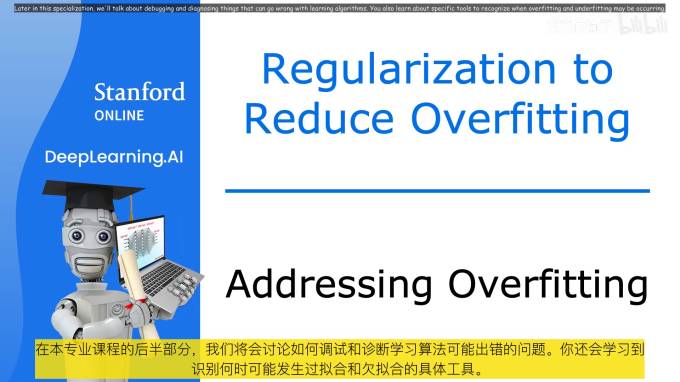 Later in this specialization, we'll talk about debugging and diagnosing things that can go wrong with learning algorithms. You also learn about specific tools to recognize when overfitting and underfitting may be occurring.
bilibili
Regularization to
Reduce Overfitting
Stanford
ONLINE
DeepLearning.AI
Addressing Overfitting
在本专业课程的后半部分，我们将会讨论如何调试和诊断学习算法可能出错的问题。你还会学习到
识别何时可能发生过拟合和欠拟合的具体工具。